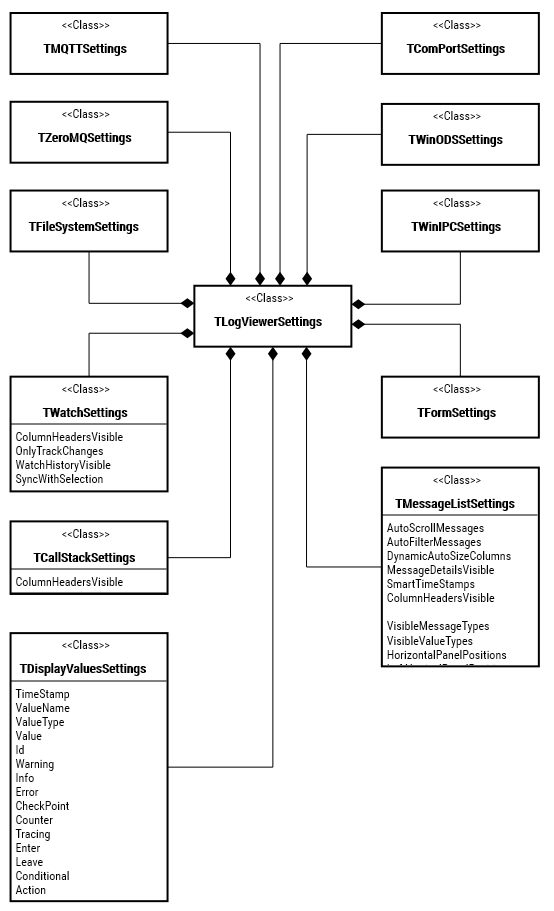 <<Class>>
TMQTTSettings
<<Class>>
TComPortSettings
<<Class>>
TZeroMQSettings
<<Class>>
TWinODSSettings
<<Class>>
TFileSystemSettings
<<Class>>
TWinIPCSettings
<<Class>>
TLogViewerSettings
<<Class>>
TWatchSettings
ColumnHeadersVisible
OnlyTrackChanges
WatchHistoryVisible
SyncWithSelection
<<Class>>
TFormSettings
<<Class>>
TMessageListSettings
AutoScrollMessages
AutoFilterMessages
DynamicAutoSizeColumns
MessageDetailsVisible
SmartTimeStamps
ColumnHeadersVisible
VisibleMessageTypes
VisibleValueTypes
HorizontalPanelPositions
<<Class>>
TCallStackSettings
ColumnHeadersVisible
<<Class>>
TDisplayValuesSettings
TimeStamp
ValueName
ValueType
Value
Id
Warning
Info
Error
CheckPoint
Counter
Tracing
Enter
Leave
Conditional
Action